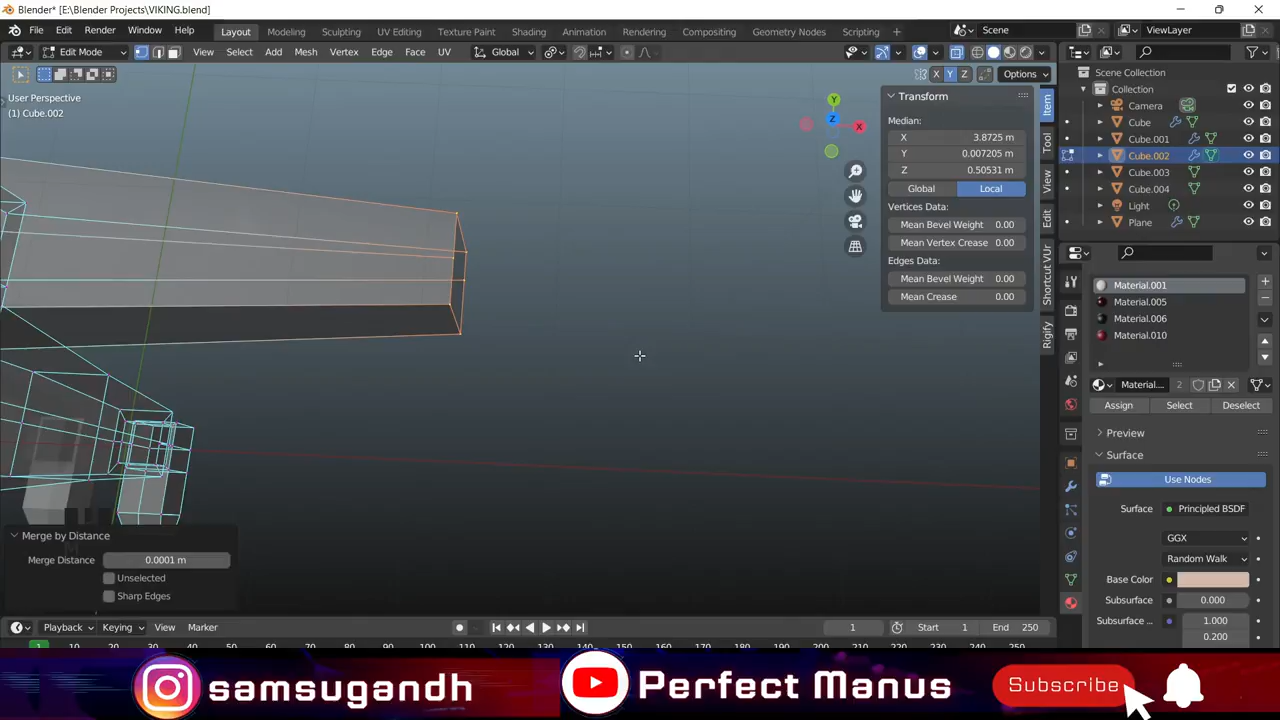 Blender* [E:\Blender Projects\VIKING.blend]
File Edit Render Window Help Layout Modeling Sculpting UV Editing Texture Paint Shading Animation Rendering Compositing Geometry Nodes Scripting Scene ViewLayer
Edit Mode View Select Add Mesh Vertex Edge Face UV Global
X Y Z Options
User Perspective
(1) Cube.002
Y
Z
X
Transform
Median:
X 3.8725 m
Y 0.007205 m
Z 0.50531 m
Global Local
Vertices Data:
Mean Bevel Weight 0.00
Mean Vertex Crease 0.00
Edges Data:
Mean Bevel Weight 0.00
Mean Crease 0.00
Item
Tool
View
Edit
Shortcut VUr
Rigify
Scene Collection
Collection
Camera
Cube
Cube.001
Cube.002
Cube.003
Cube.004
Light
Plane
Material.001
Material.005
Material.006
Material.010
Material... 2
Assign Select Deselect
Preview
Surface
Use Nodes
Surface Principled BSDF
GGX
Random Walk
Base Color
Subsurface 0.000
Subsurface ... 1.000
0.200
Merge by Distance
Merge Distance 0.0001 m
Unselected
Sharp Edges
Playback Keying View Marker 1 Start 1 End 250
samsugandh Perfect Manus Subscribe